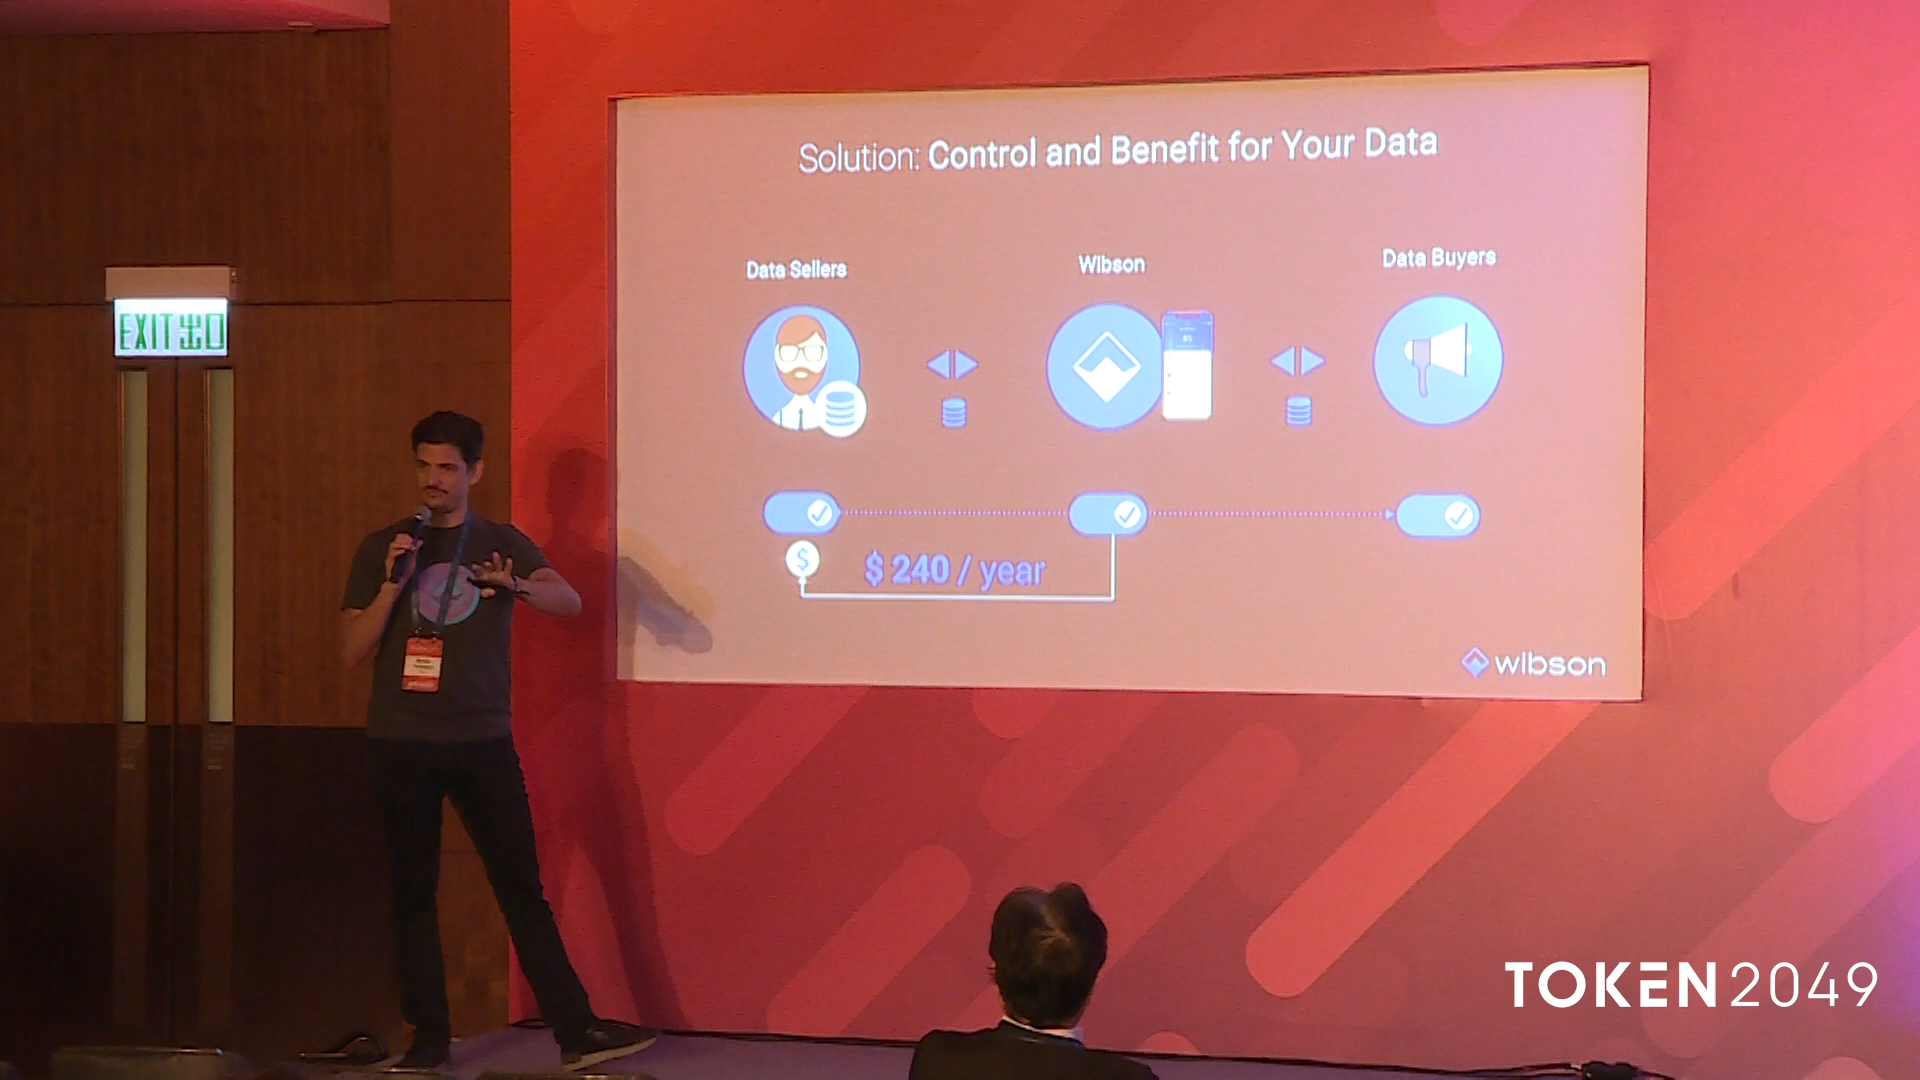 Solution: Control and Benefit for Your Data
Data Sellers
Wibson
Data Buyers
$
$ 240 / year
wibson
EXIT 出口
TOKEN2049